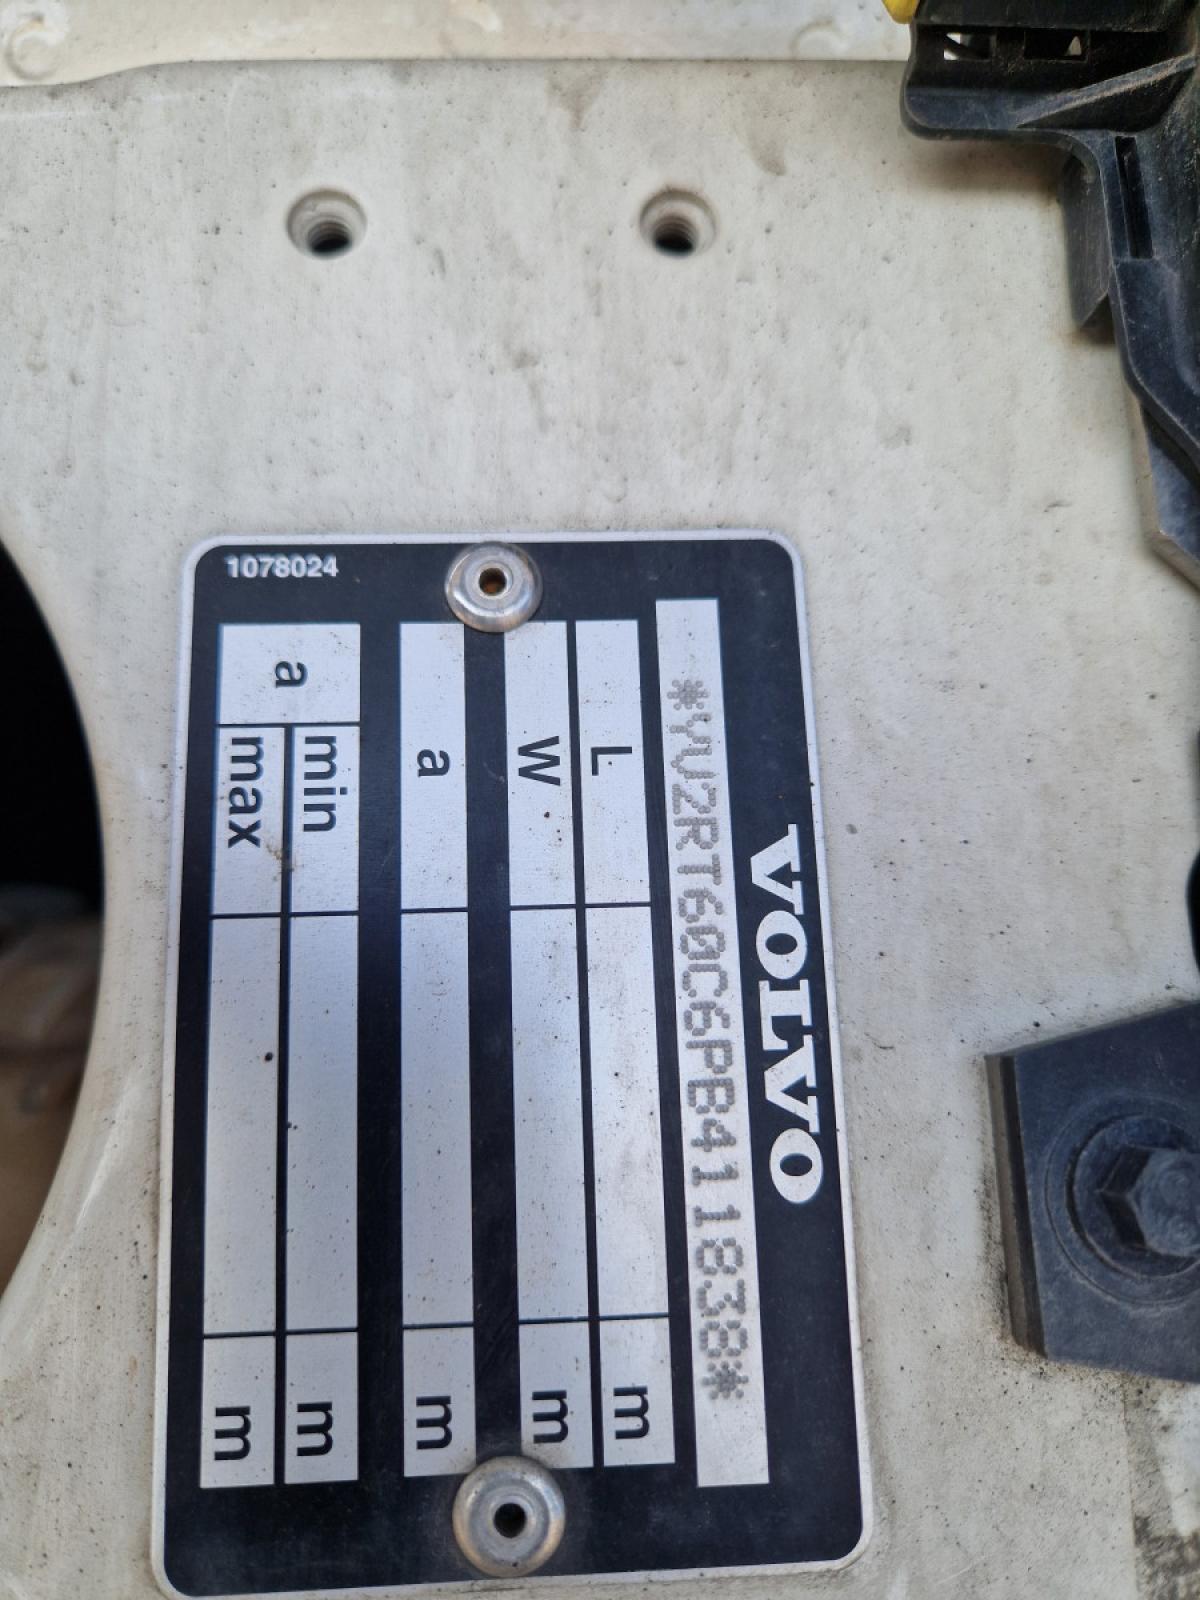 VOLVO
*YV2RT60C6PB411838*
L m
W m
a m
a min m
max m
1078024